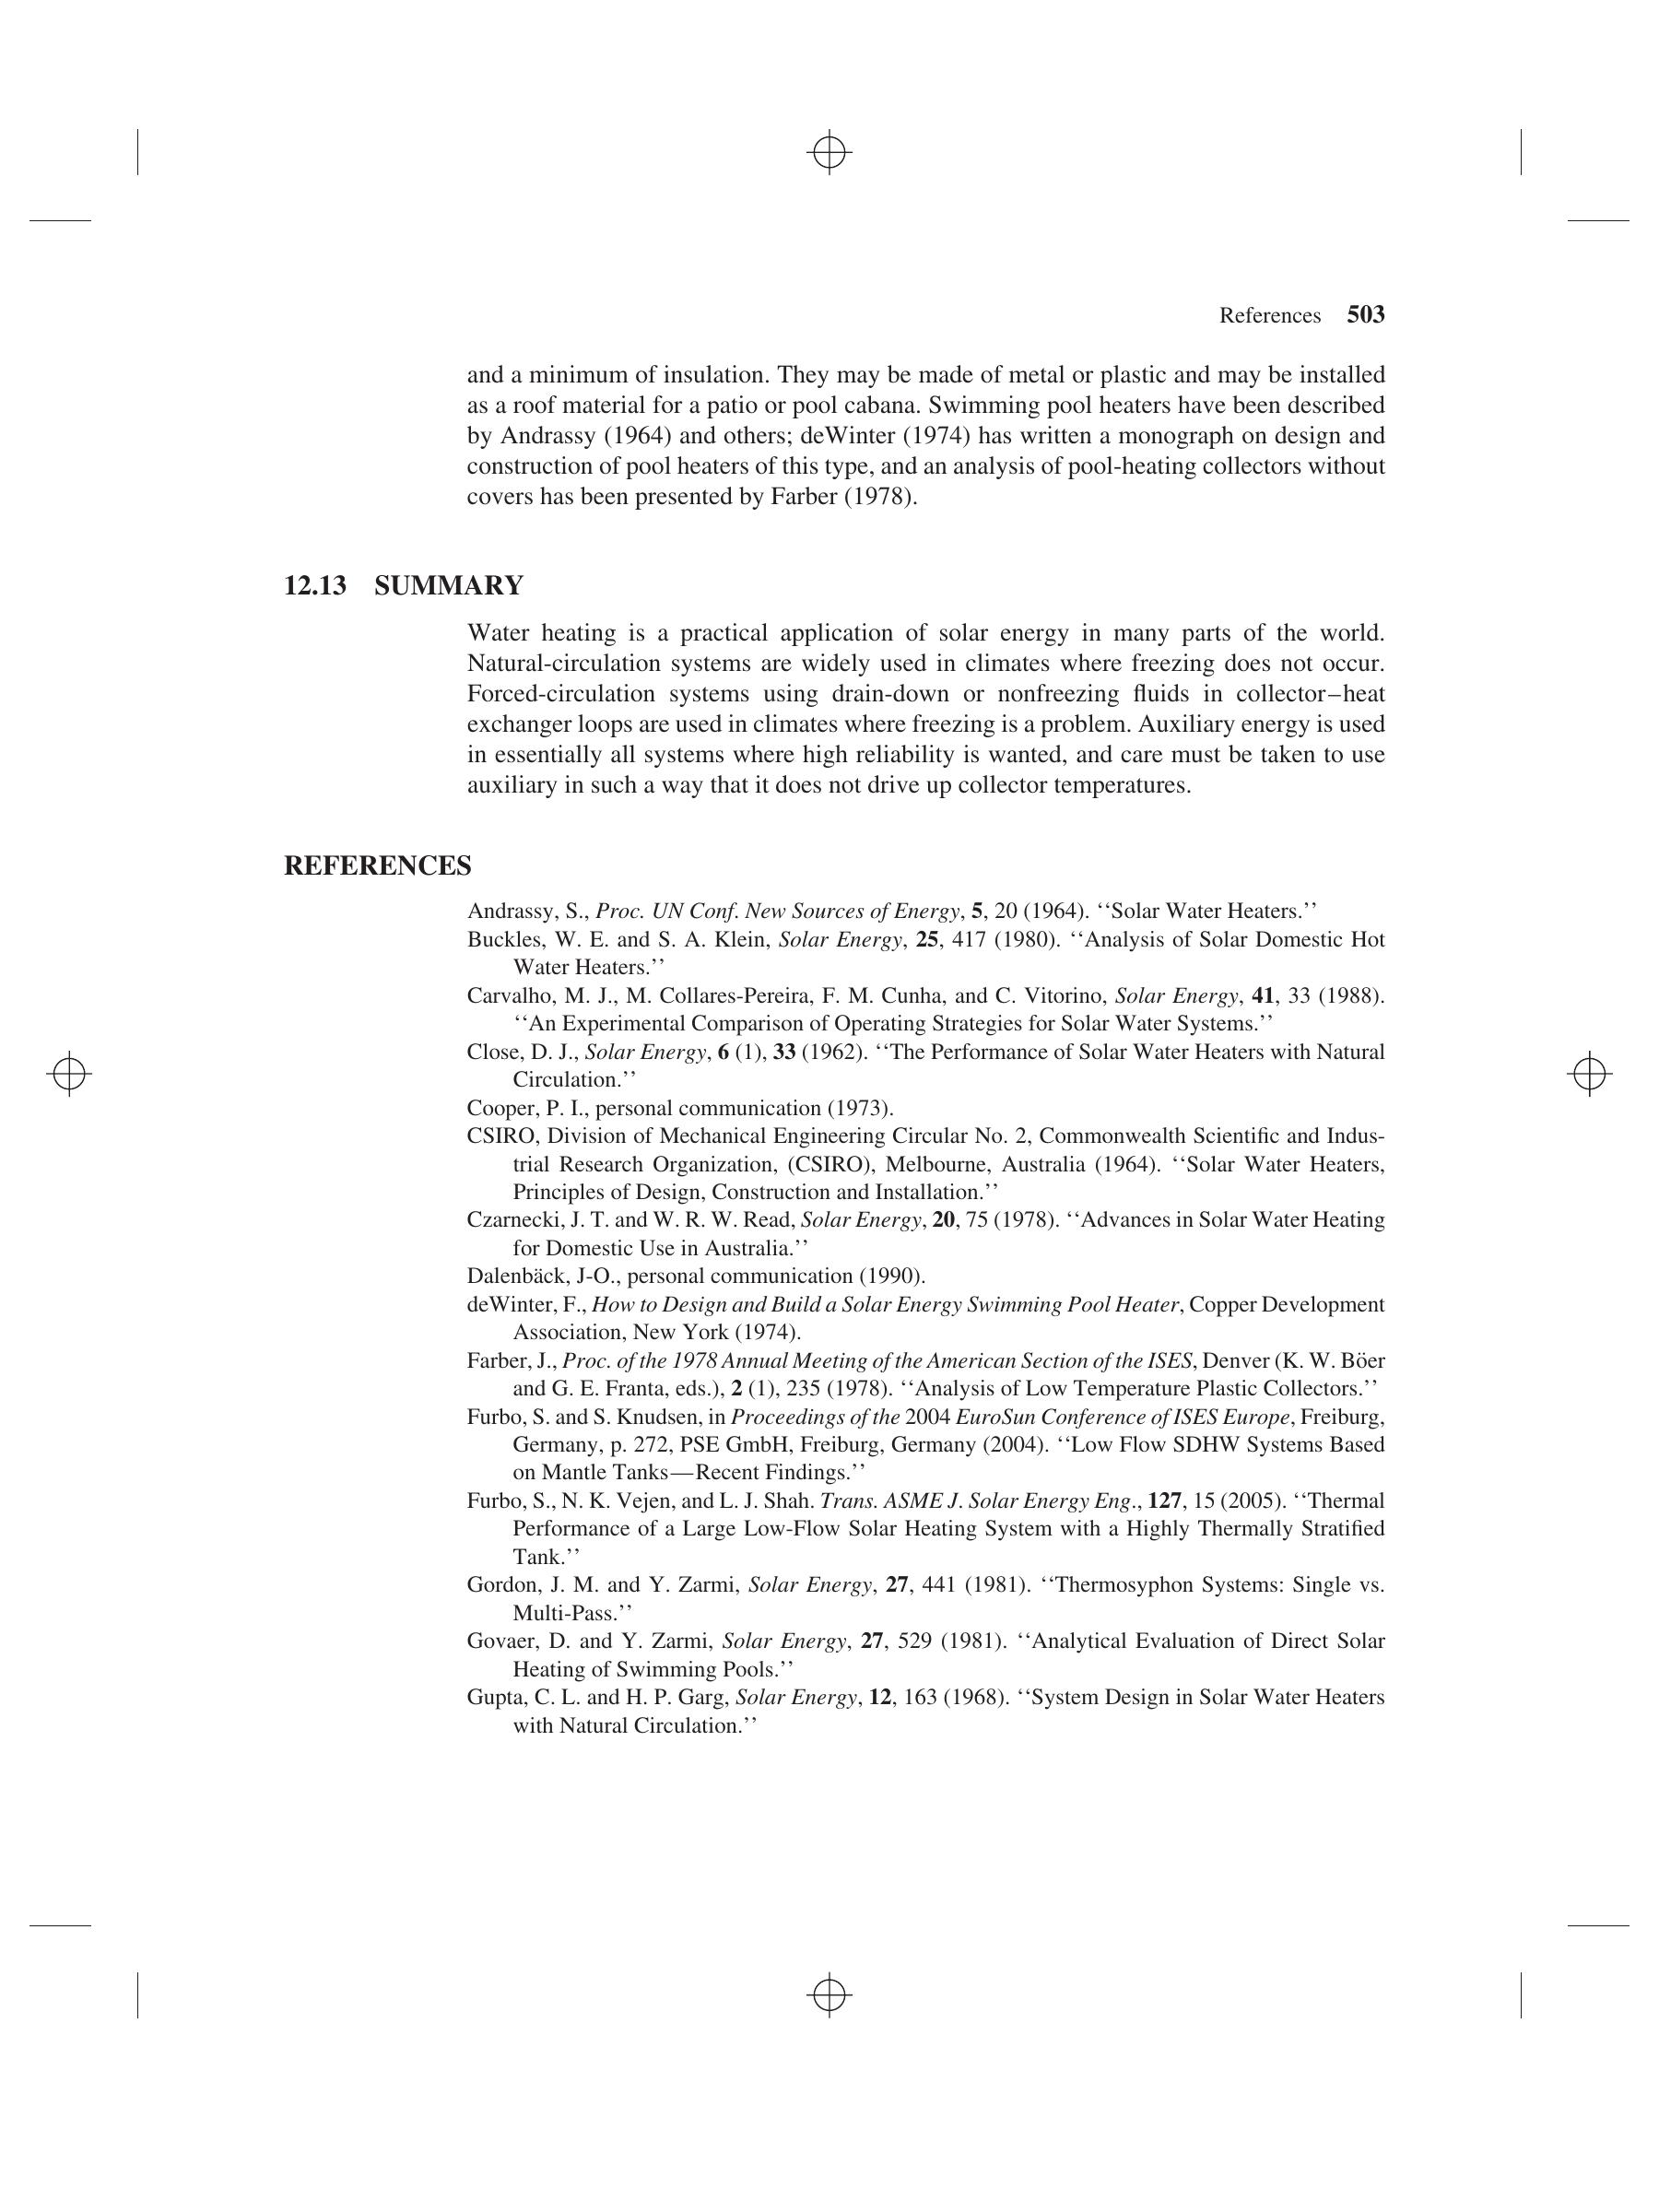 References 503
and a minimum of insulation. They may be made of metal or plastic and may be installed
as a roof material for a patio or pool cabana. Swimming pool heaters have been described
by Andrassy (1964) and others; deWinter (1974) has written a monograph on design and
construction of pool heaters of this type, and an analysis of pool-heating collectors without
covers has been presented by Farber (1978).
12.13 SUMMARY
Water heating is a practical application of solar energy in many parts of the world.
Natural-circulation systems are widely used in climates where freezing does not occur.
Forced-circulation systems using drain-down or nonfreezing fluids in collector–heat
exchanger loops are used in climates where freezing is a problem. Auxiliary energy is used
in essentially all systems where high reliability is wanted, and care must be taken to use
auxiliary in such a way that it does not drive up collector temperatures.
REFERENCES
Andrassy, S., Proc. UN Conf. New Sources of Energy, 5, 20 (1964). ‘‘Solar Water Heaters.’’
Buckles, W. E. and S. A. Klein, Solar Energy, 25, 417 (1980). ‘‘Analysis of Solar Domestic Hot
Water Heaters.’’
Carvalho, M. J., M. Collares-Pereira, F. M. Cunha, and C. Vitorino, Solar Energy, 41, 33 (1988).
‘‘An Experimental Comparison of Operating Strategies for Solar Water Systems.’’
Close, D. J., Solar Energy, 6 (1), 33 (1962). ‘‘The Performance of Solar Water Heaters with Natural
Circulation.’’
Cooper, P. I., personal communication (1973).
CSIRO, Division of Mechanical Engineering Circular No. 2, Commonwealth Scientific and Indus-
trial Research Organization, (CSIRO), Melbourne, Australia (1964). ‘‘Solar Water Heaters,
Principles of Design, Construction and Installation.’’
Czarnecki, J. T. and W. R. W. Read, Solar Energy, 20, 75 (1978). ‘‘Advances in Solar Water Heating
for Domestic Use in Australia.’’
Dalenbäck, J-O., personal communication (1990).
deWinter, F., How to Design and Build a Solar Energy Swimming Pool Heater, Copper Development
Association, New York (1974).
Farber, J., Proc. of the 1978 Annual Meeting of the American Section of the ISES, Denver (K. W. Böer
and G. E. Franta, eds.), 2 (1), 235 (1978). ‘‘Analysis of Low Temperature Plastic Collectors.’’
Furbo, S. and S. Knudsen, in Proceedings of the 2004 EuroSun Conference of ISES Europe, Freiburg,
Germany, p. 272, PSE GmbH, Freiburg, Germany (2004). ‘‘Low Flow SDHW Systems Based
on Mantle Tanks—Recent Findings.’’
Furbo, S., N. K. Vejen, and L. J. Shah. Trans. ASME J. Solar Energy Eng., 127, 15 (2005). ‘‘Thermal
Performance of a Large Low-Flow Solar Heating System with a Highly Thermally Stratified
Tank.’’
Gordon, J. M. and Y. Zarmi, Solar Energy, 27, 441 (1981). ‘‘Thermosyphon Systems: Single vs.
Multi-Pass.’’
Govaer, D. and Y. Zarmi, Solar Energy, 27, 529 (1981). ‘‘Analytical Evaluation of Direct Solar
Heating of Swimming Pools.’’
Gupta, C. L. and H. P. Garg, Solar Energy, 12, 163 (1968). ‘‘System Design in Solar Water Heaters
with Natural Circulation.’’